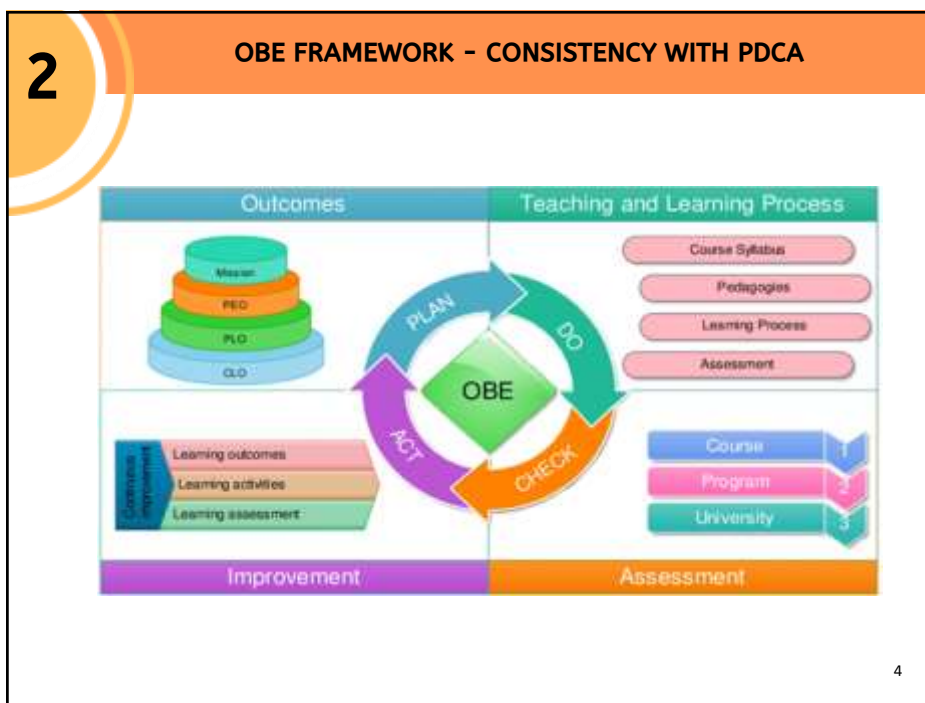 2
OBE FRAMEWORK - CONSISTENCY WITH PDCA
Outcomes
Mission
PEO
PLO
CLO
Teaching and Learning Process
Course Syllabus
Pedagogies
Learning Process
Assessment
PLAN
DO
CHECK
ACT
OBE
Continuous
improvement
Learning outcomes
Learning activities
Learning assessment
Improvement
Course 1
Program 2
University 3
Assessment
4